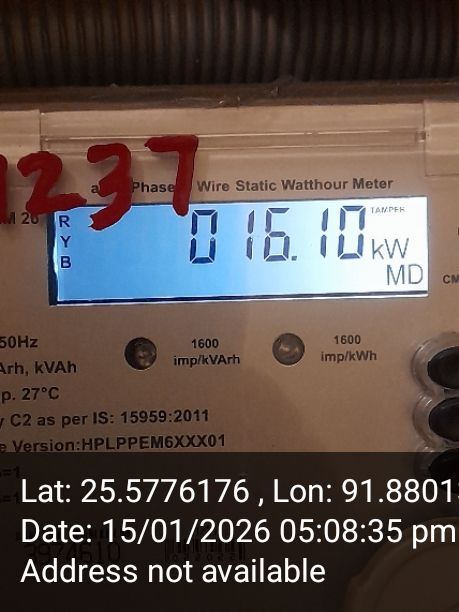 1237
Phase Wire Static Watthour Meter
TAMPER
R
Y
B
016.10 kW
MD
50Hz
Arh, kVAh
1600
imp/kVArh
1600
imp/kWh
p. 27°C
C2 as per IS: 15959:2011
Version:HPLPPEM6XXX01
Lat: 25.5776176 , Lon: 91.8801
Date: 15/01/2026 05:08:35 pm
Address not available